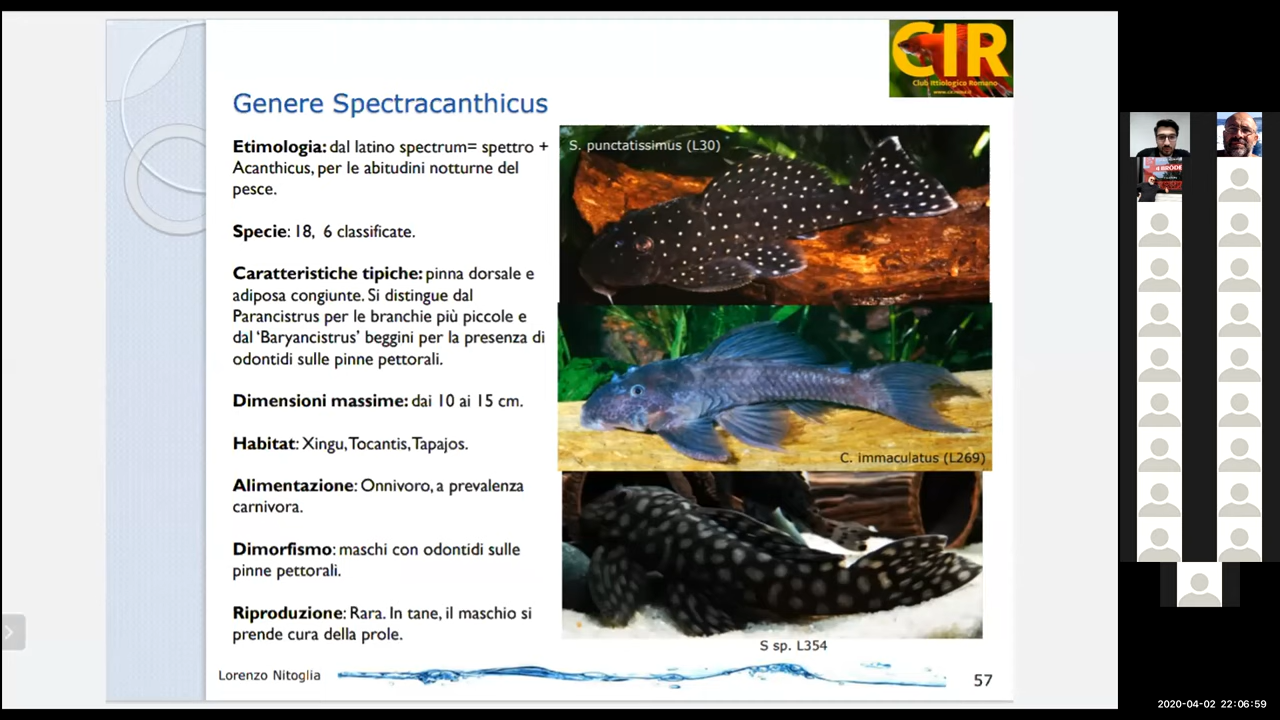 CIR
Club Ittiologico Romano
Genere Spectracanthicus
Etimologia: dal latino spectrum= spettro +
Acanthicus, per le abitudini notturne del
pesce.
Specie: 18, 6 classificate.
Caratteristiche tipiche: pinna dorsale e
adiposa congiunte. Si distingue dal
Parancistrus per le branchie più piccole e
dal ‘Baryancistrus’ beggini per la presenza di
odontidi sulle pinne pettorali.
Dimensioni massime: dai 10 ai 15 cm.
Habitat: Xingu, Tocantis, Tapajos.
Alimentazione: Onnivoro, a prevalenza
carnivora.
Dimorfismo: maschi con odontidi sulle
pinne pettorali.
Riproduzione: Rara. In tane, il maschio si
prende cura della prole.
S. punctatissimus (L30)
C. immaculatus (L269)
S sp. L354
Lorenzo Nitoglia
57
2020-04-02 22:06:59